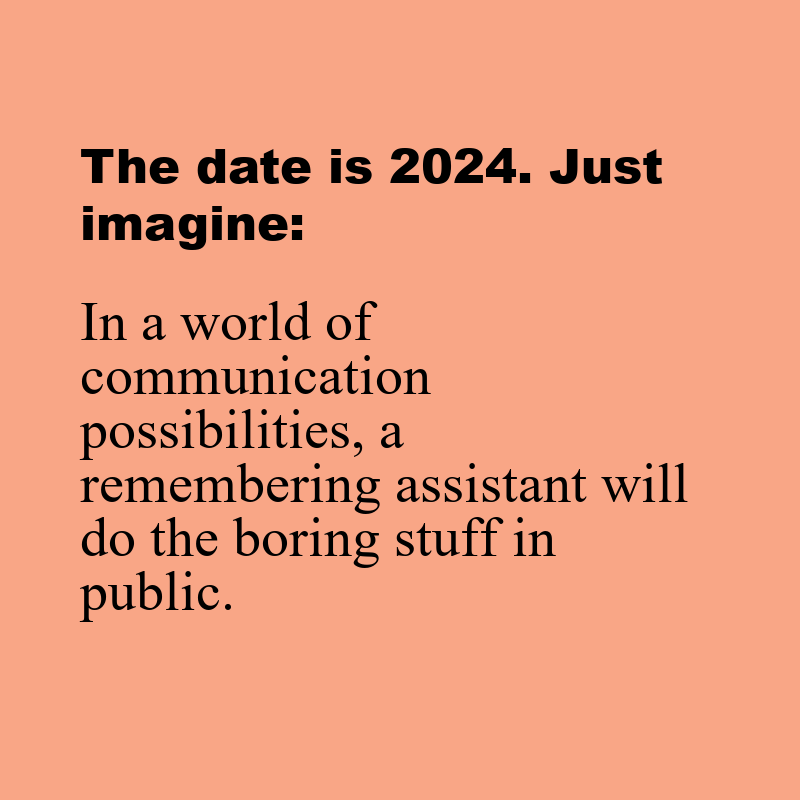 The date is 2024. Just
imagine:
In a world of
communication
possibilities, a
remembering assistant will
do the boring stuff in
public.